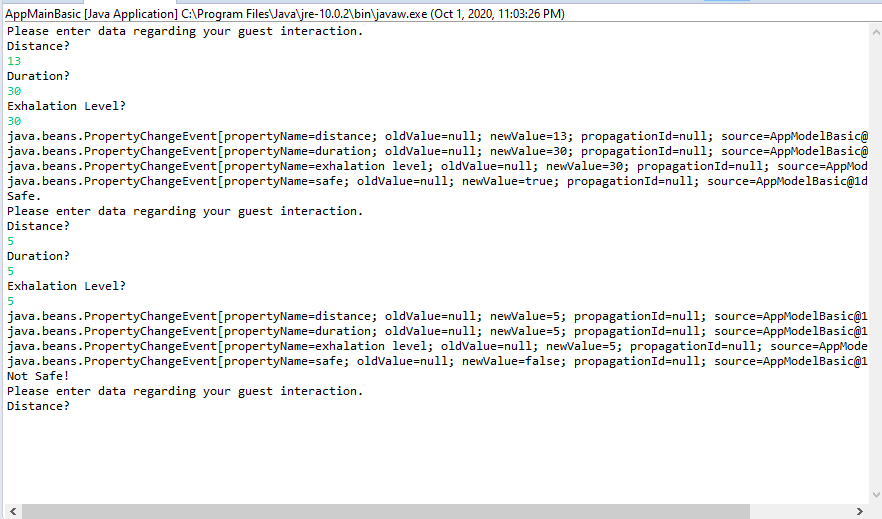 AppMainBasic [Java Application] C:\Program Files\Java\jre-10.0.2\bin\javaw.exe (Oct 1, 2020, 11:03:26 PM)
Please enter data regarding your guest interaction.
Distance?
13
Duration?
30
Exhalation Level?
30
java.beans.PropertyChangeEvent[propertyName=distance; oldValue=null; newValue=13; propagationId=null; source=AppModelBasic@
java.beans.PropertyChangeEvent[propertyName=duration; oldValue=null; newValue=30; propagationId=null; source=AppModelBasic@
java.beans.PropertyChangeEvent[propertyName=exhalation level; oldValue=null; newValue=30; propagationId=null; source=AppMod
java.beans.PropertyChangeEvent[propertyName=safe; oldValue=null; newValue=true; propagationId=null; source=AppModelBasic@1d
Safe.
Please enter data regarding your guest interaction.
Distance?
5
Duration?
5
Exhalation Level?
5
java.beans.PropertyChangeEvent[propertyName=distance; oldValue=null; newValue=5; propagationId=null; source=AppModelBasic@1
java.beans.PropertyChangeEvent[propertyName=duration; oldValue=null; newValue=5; propagationId=null; source=AppModelBasic@1
java.beans.PropertyChangeEvent[propertyName=exhalation level; oldValue=null; newValue=5; propagationId=null; source=AppMode
java.beans.PropertyChangeEvent[propertyName=safe; oldValue=null; newValue=false; propagationId=null; source=AppModelBasic@1
Not Safe!
Please enter data regarding your guest interaction.
Distance?